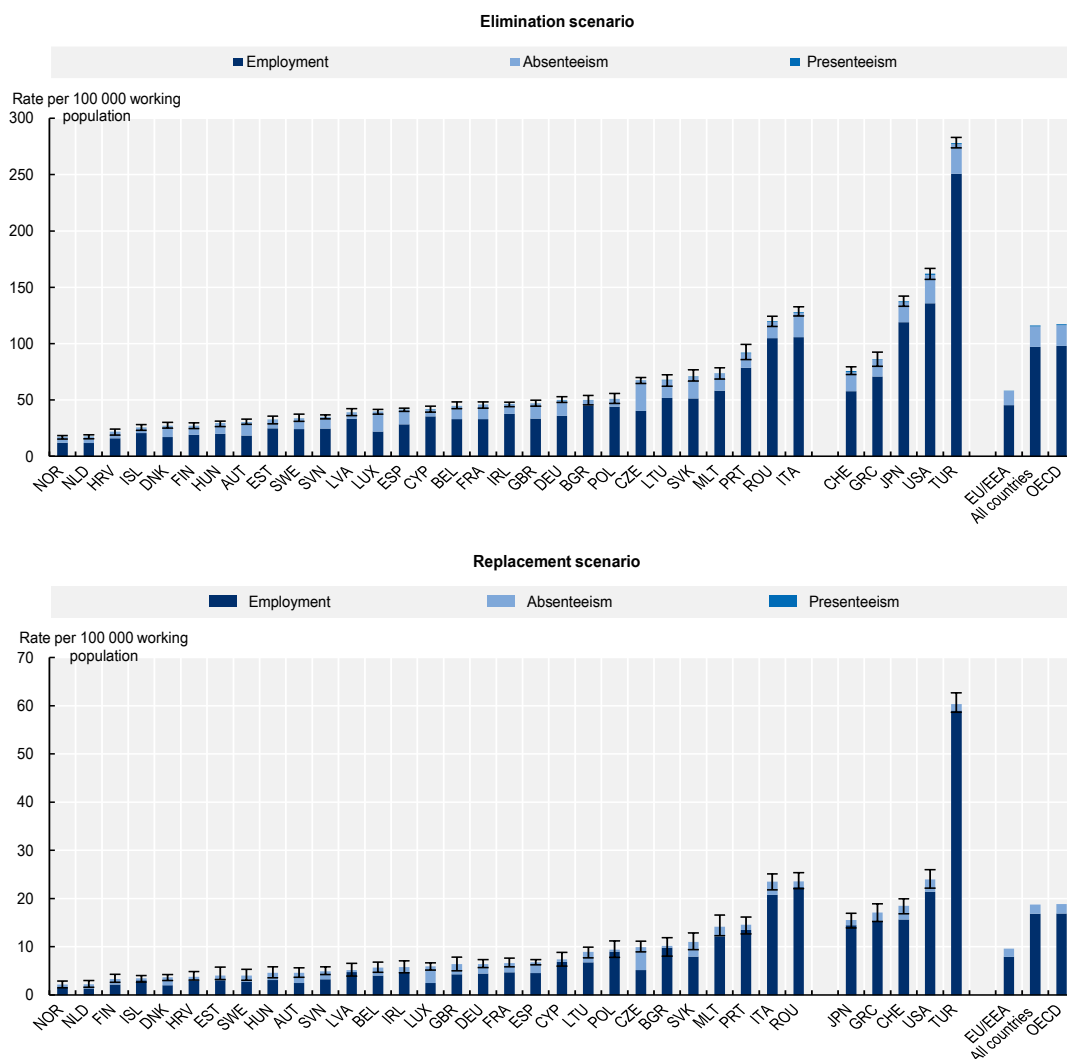 Elimination scenario
Employment Absenteeism Presenteeism
Rate per 100 000 working
population
300
250
200
150
100
50
0
NOR NLD HRV ISL DNK FIN HUN AUT EST SWE SVN LVA LUX ESP CYP BEL FRA IRL GBR DEU BGR POL CZE LTU SVK MLT PRT ROU ITA CHE GRC JPN USA TUR EU/EEA All countries OECD
Replacement scenario
Employment Absenteeism Presenteeism
Rate per 100 000 working
population
70
60
50
40
30
20
10
0
NOR NLD FIN ISL DNK HRV EST SWE HUN AUT SVN LVA BEL IRL LUX GBR DEU FRA ESP CYP LTU POL CZE BGR SVK MLT PRT ITA ROU JPN GRC CHE USA TUR EU/EEA All countries OECD